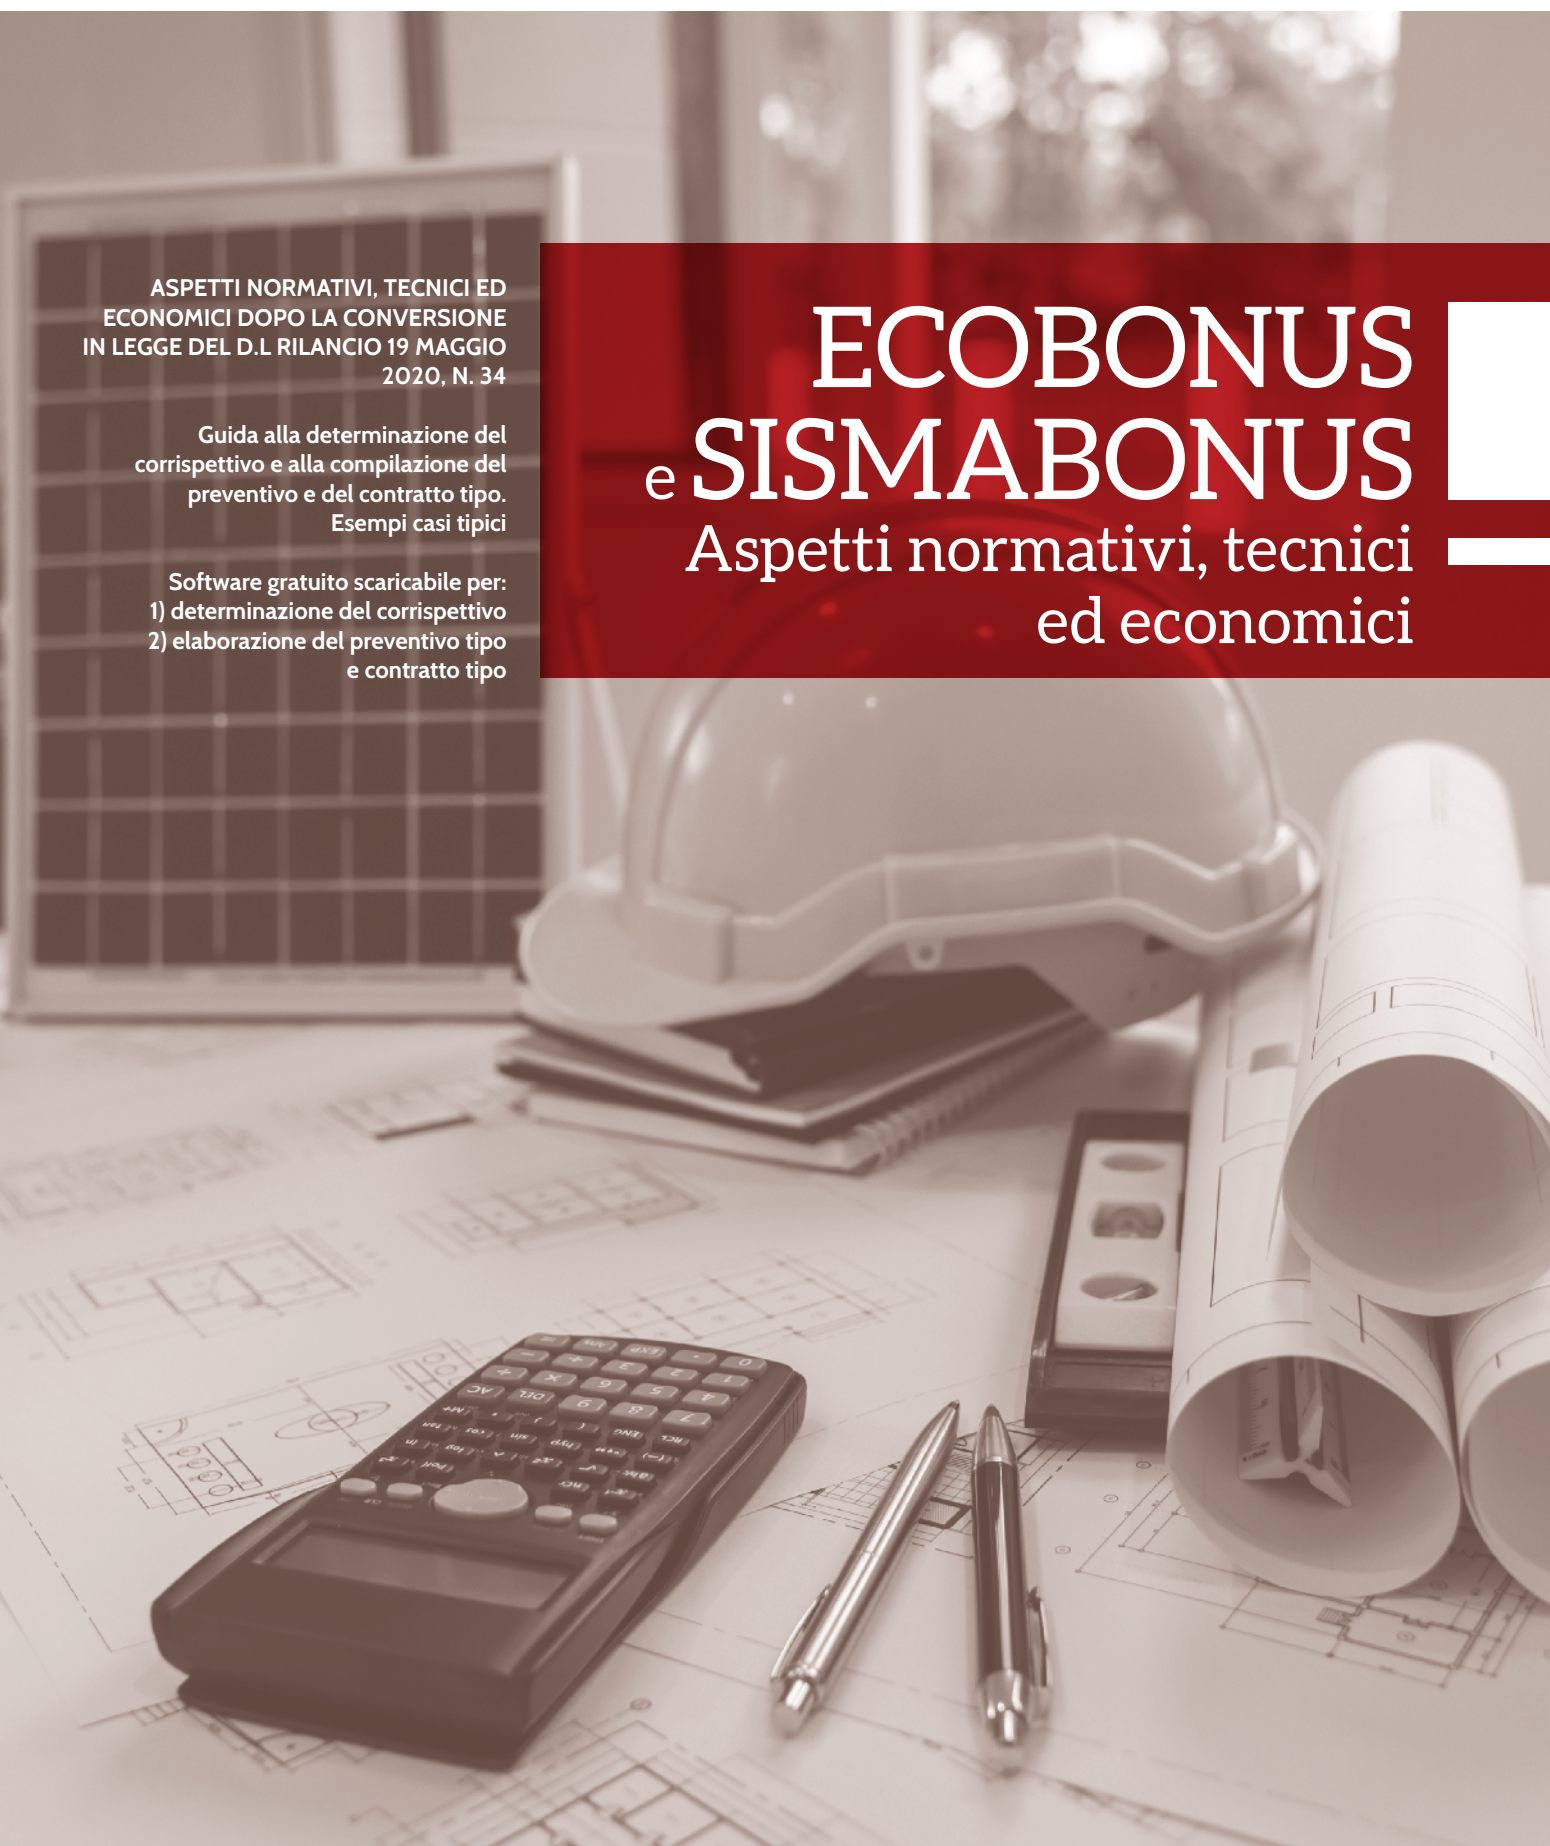 ASPETTI NORMATIVI, TECNICI ED
ECONOMICI DOPO LA CONVERSIONE
IN LEGGE DEL D.L RILANCIO 19 MAGGIO
2020, N. 34
Guida alla determinazione del
corrispettivo e alla compilazione del
preventivo e del contratto tipo.
Esempi casi tipici
Software gratuito scaricabile per:
1) determinazione del corrispettivo
2) elaborazione del preventivo tipo
e contratto tipo
ECOBONUS
e SISMABONUS
Aspetti normativi, tecnici
ed economici